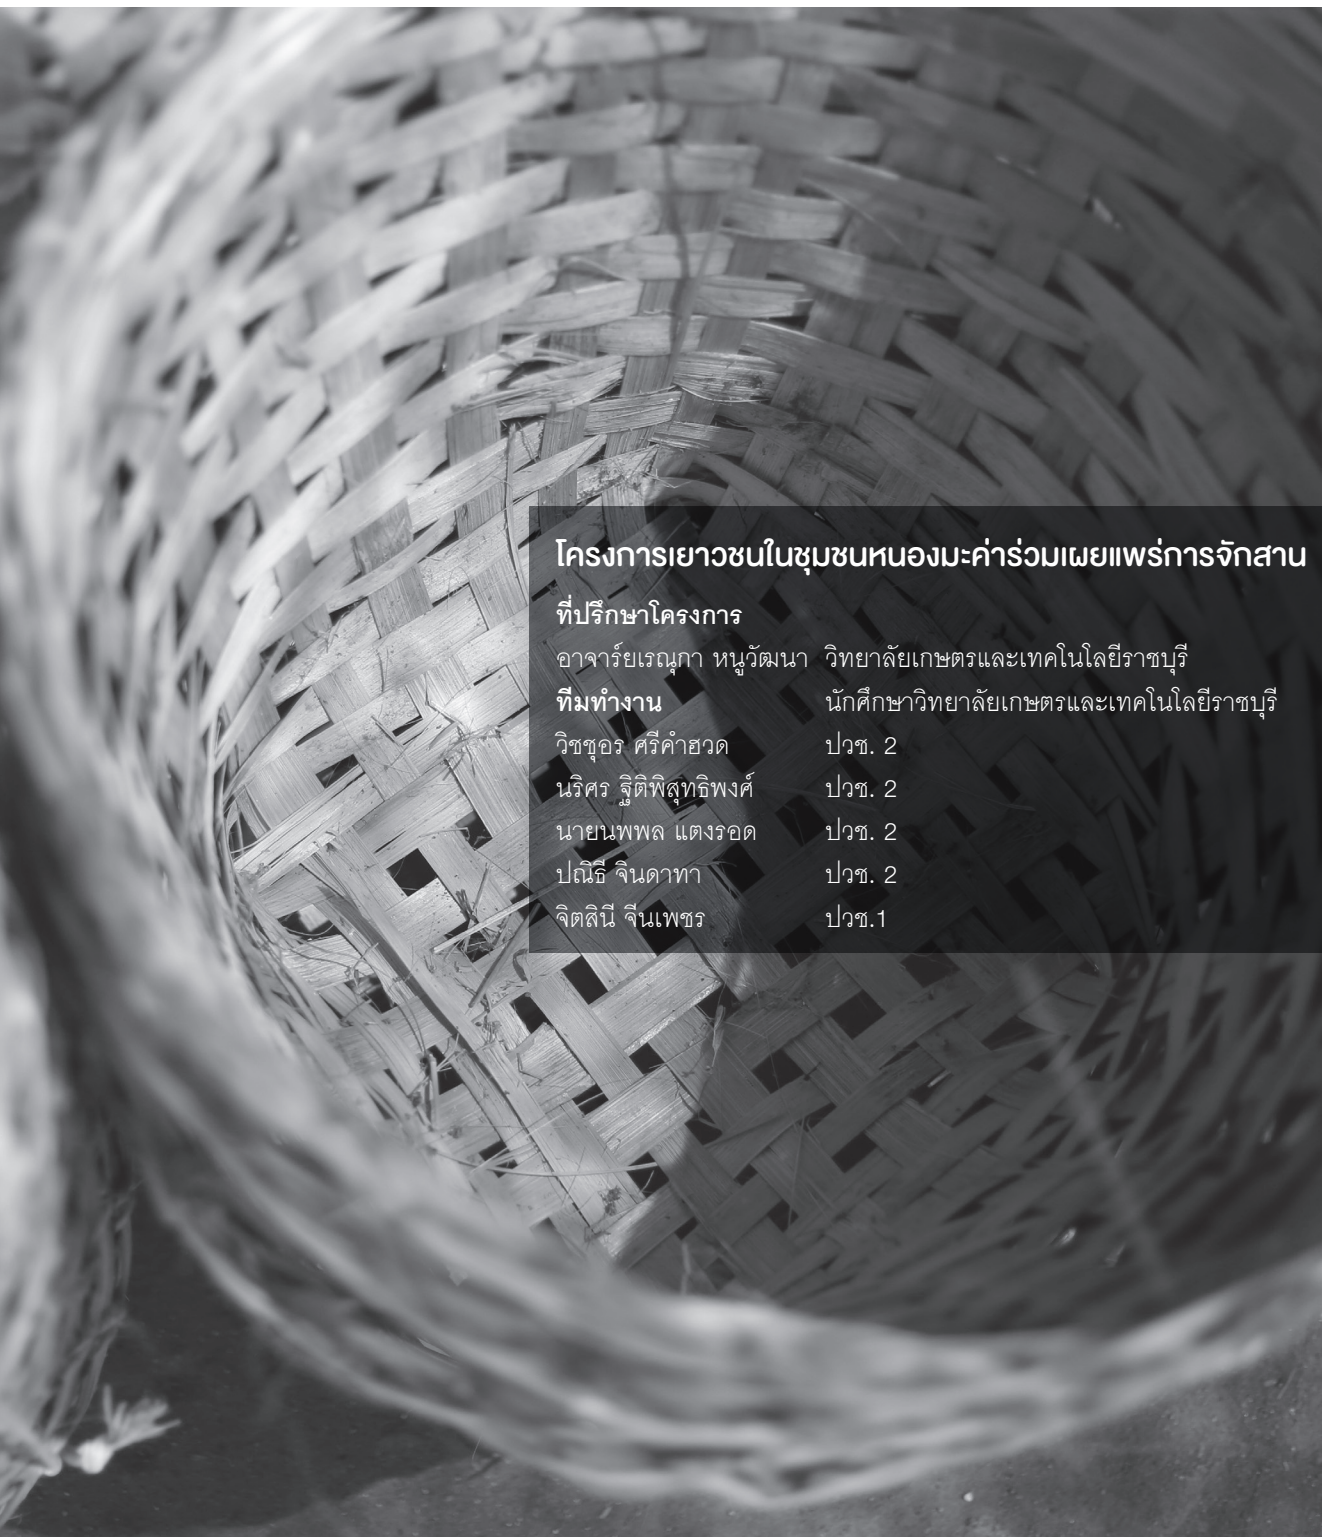 โครงการเยาวชนในชุมชนหนองมะค่าร่วมเผยแพร่การจักสาน
ที่ปรึกษาโครงการ
อาจาร์ยเรณุกา หนูวัฒนา วิทยาลัยเกษตรและเทคโนโลยีราชบุรี
ทีมทำงาน นักศึกษาวิทยาลัยเกษตรและเทคโนโลยีราชบุรี
วิชชุอร ศรีคำฮวด ปวช. 2
นริศร ฐิติพิสุทธิพงศ์ ปวช. 2
นายนพพล แตงรอด ปวช. 2
ปณิธี จินดาทา ปวช. 2
จิตสินี จีนเพชร ปวช.1